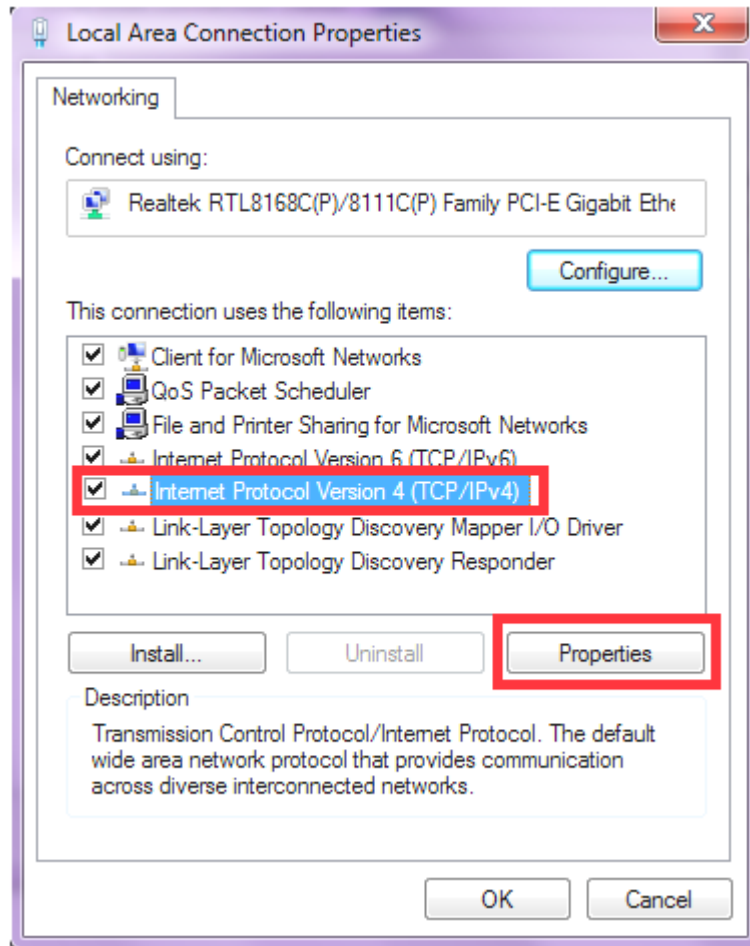 Local Area Connection Properties
Networking
Connect using:
Realtek RTL8168C(P)/8111C(P) Family PCI-E Gigabit Ethe
Configure...
This connection uses the following items:
Client for Microsoft Networks
QoS Packet Scheduler
File and Printer Sharing for Microsoft Networks
Internet Protocol Version 6 (TCP/IPv6)
Internet Protocol Version 4 (TCP/IPv4)
Link-Layer Topology Discovery Mapper I/O Driver
Link-Layer Topology Discovery Responder
Install... Uninstall Properties
Description
Transmission Control Protocol/Internet Protocol. The default
wide area network protocol that provides communication
across diverse interconnected networks.
OK Cancel